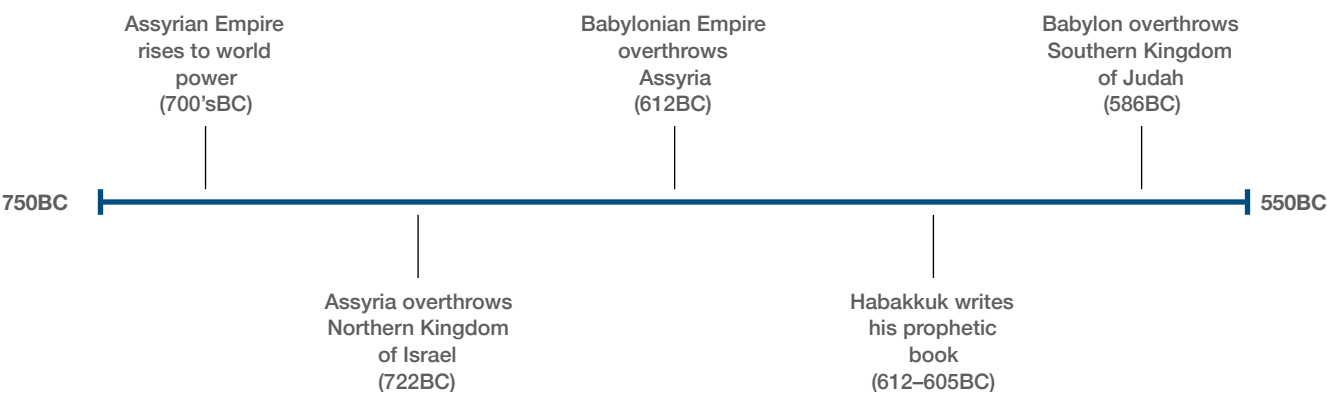 Assyrian Empire
rises to world
power
(700’sBC)
Babylonian Empire
overthrows
Assyria
(612BC)
Babylon overthrows
Southern Kingdom
of Judah
(586BC)
750BC
550BC
Assyria overthrows
Northern Kingdom
of Israel
(722BC)
Habakkuk writes
his prophetic
book
(612–605BC)